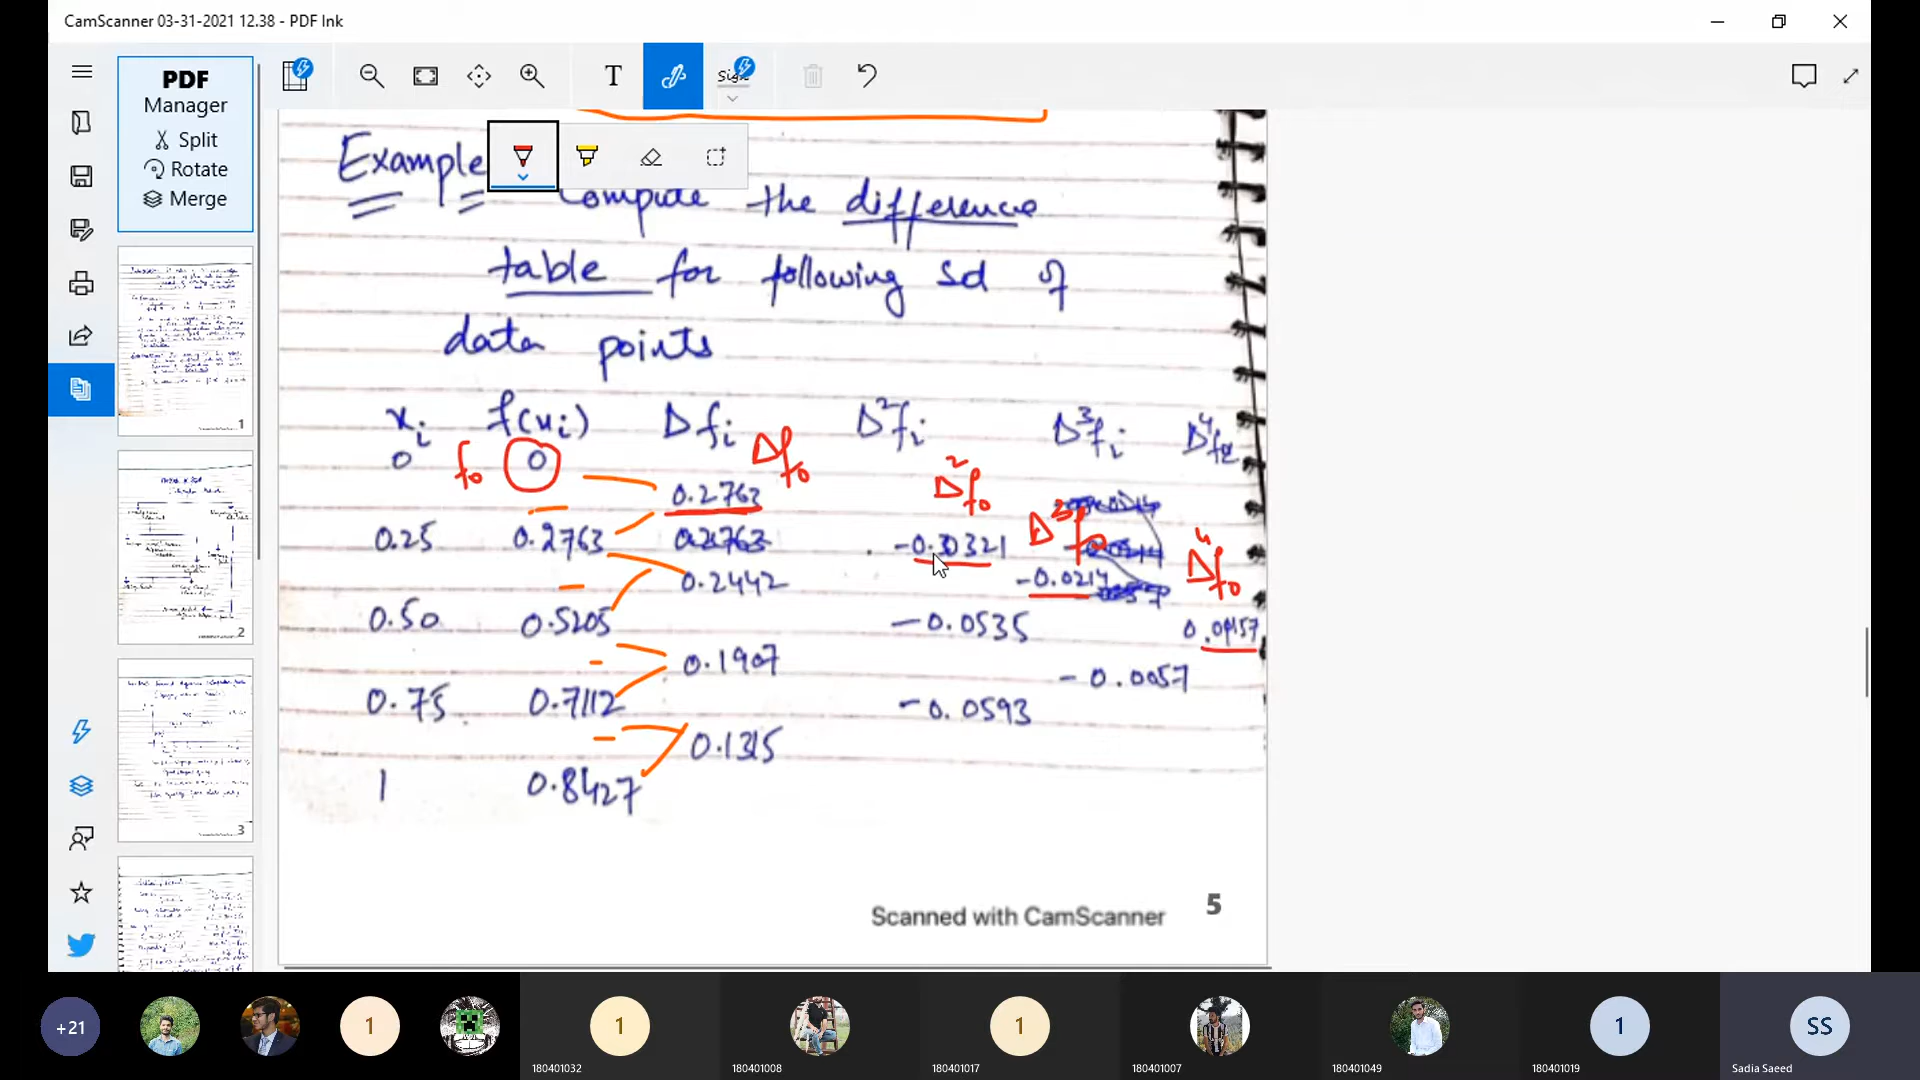 CamScanner 03-31-2021 12.38 - PDF Ink
PDF
Manager
Split
Rotate
Merge
T
Sign
Example
Compute the difference
table for following set of
data points
xi f(xi) Δfi Δ²fi Δ³fi Δ⁴fi
0 f0 0 Δf0
0.2763 Δ²f0
0.25 0.2763 -0.0321 Δ³f0
0.2442 -0.0214 Δ⁴f0
0.50 0.5205 -0.0535 0.0157
0.1907 -0.0057
0.75 0.7112 -0.0593
0.1315
1 0.8427
Scanned with CamScanner 5
1
2
3
+21
1
1
1
1
SS
180401032
180401008
180401017
180401007
180401049
180401019
Sadia Saeed